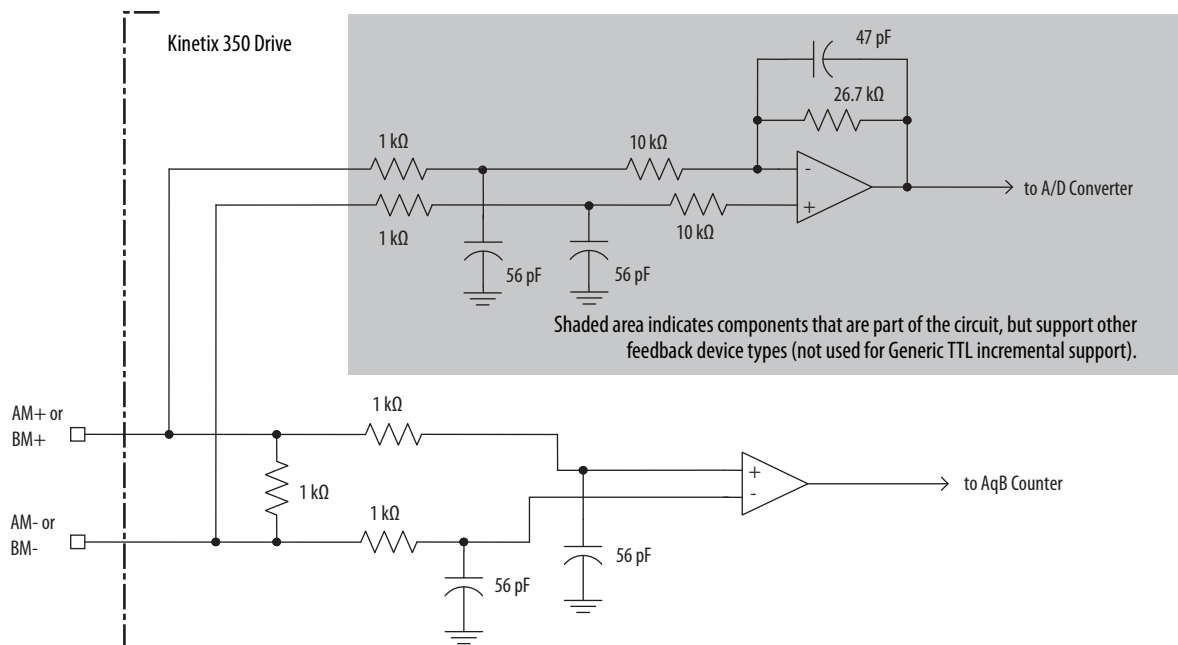 Kinetix 350 Drive
47 pF
26.7 kΩ
1 kΩ
10 kΩ
-
+
to A/D Converter
1 kΩ
10 kΩ
56 pF
56 pF
Shaded area indicates components that are part of the circuit, but support other
feedback device types (not used for Generic TTL incremental support).
AM+ or
BM+
1 kΩ
1 kΩ
+
-
to AqB Counter
AM- or
BM-
1 kΩ
56 pF
56 pF